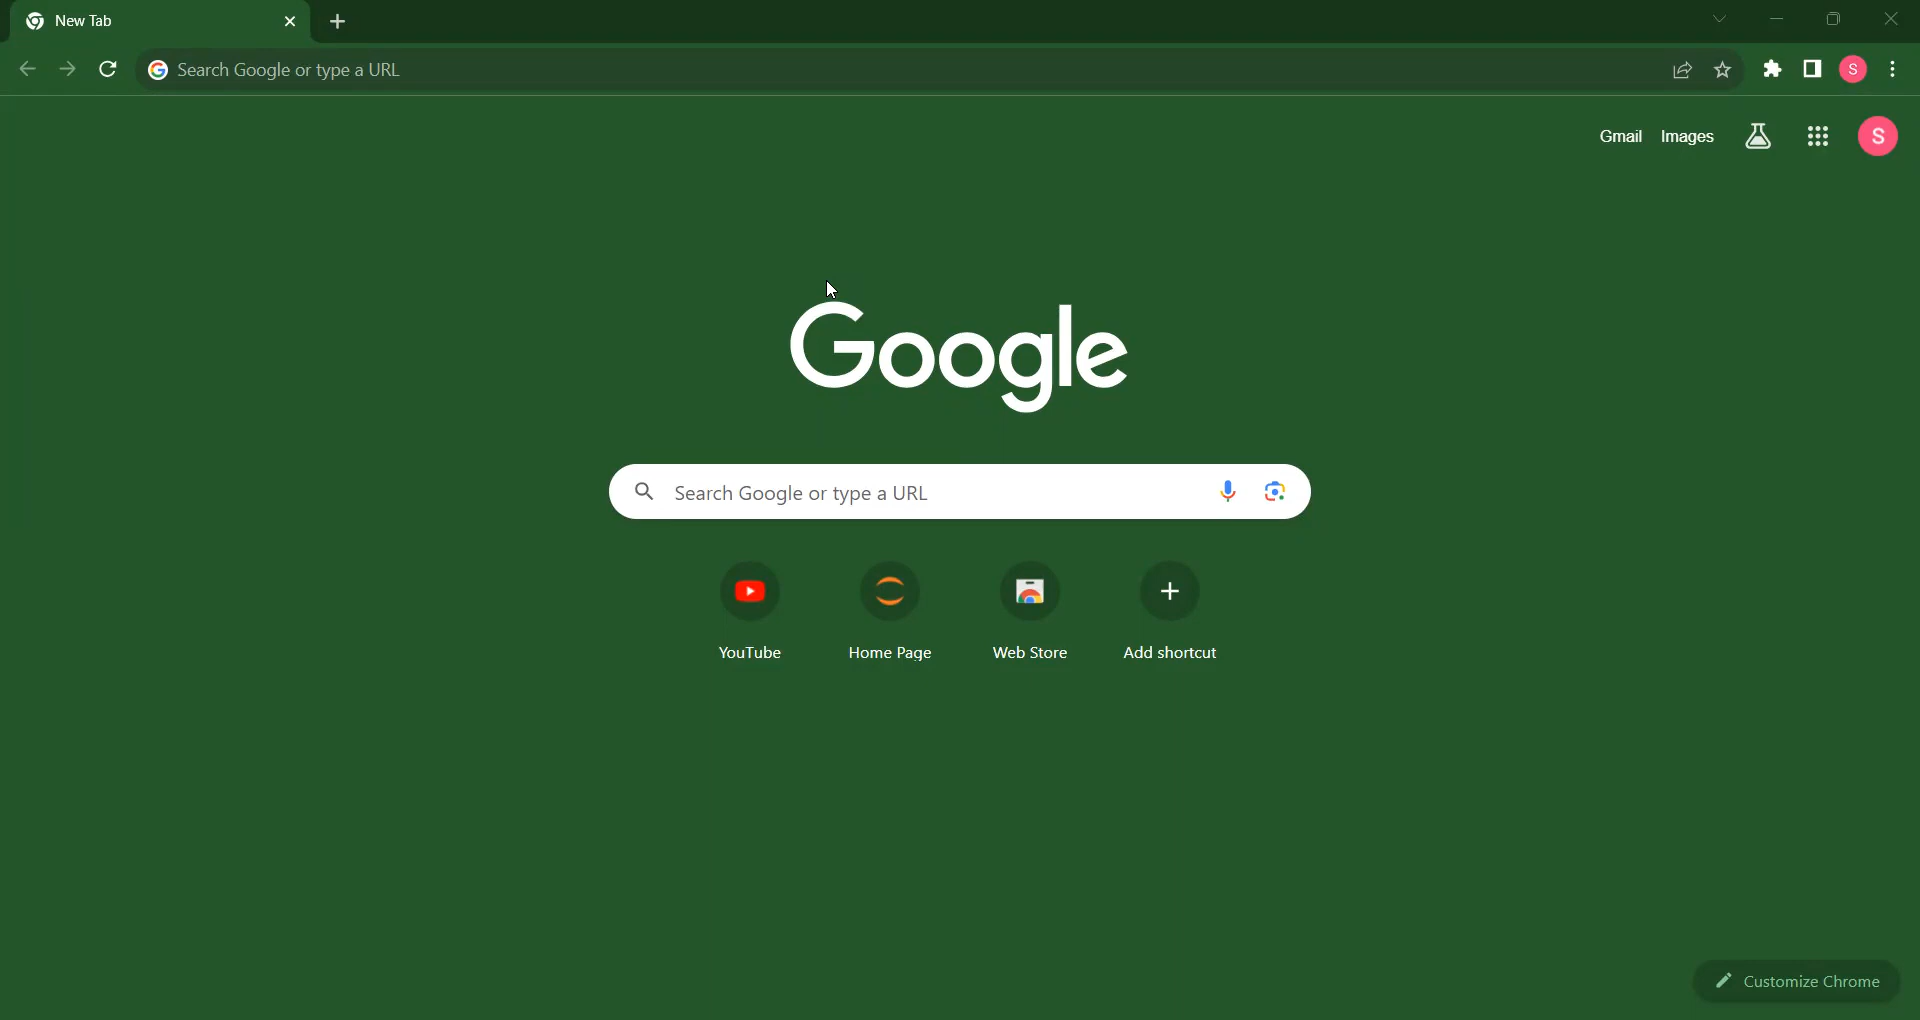 New Tab
Search Google or type a URL
S
Gmail Images S
Google
Search Google or type a URL
YouTube Home Page Web Store Add shortcut
Customize Chrome